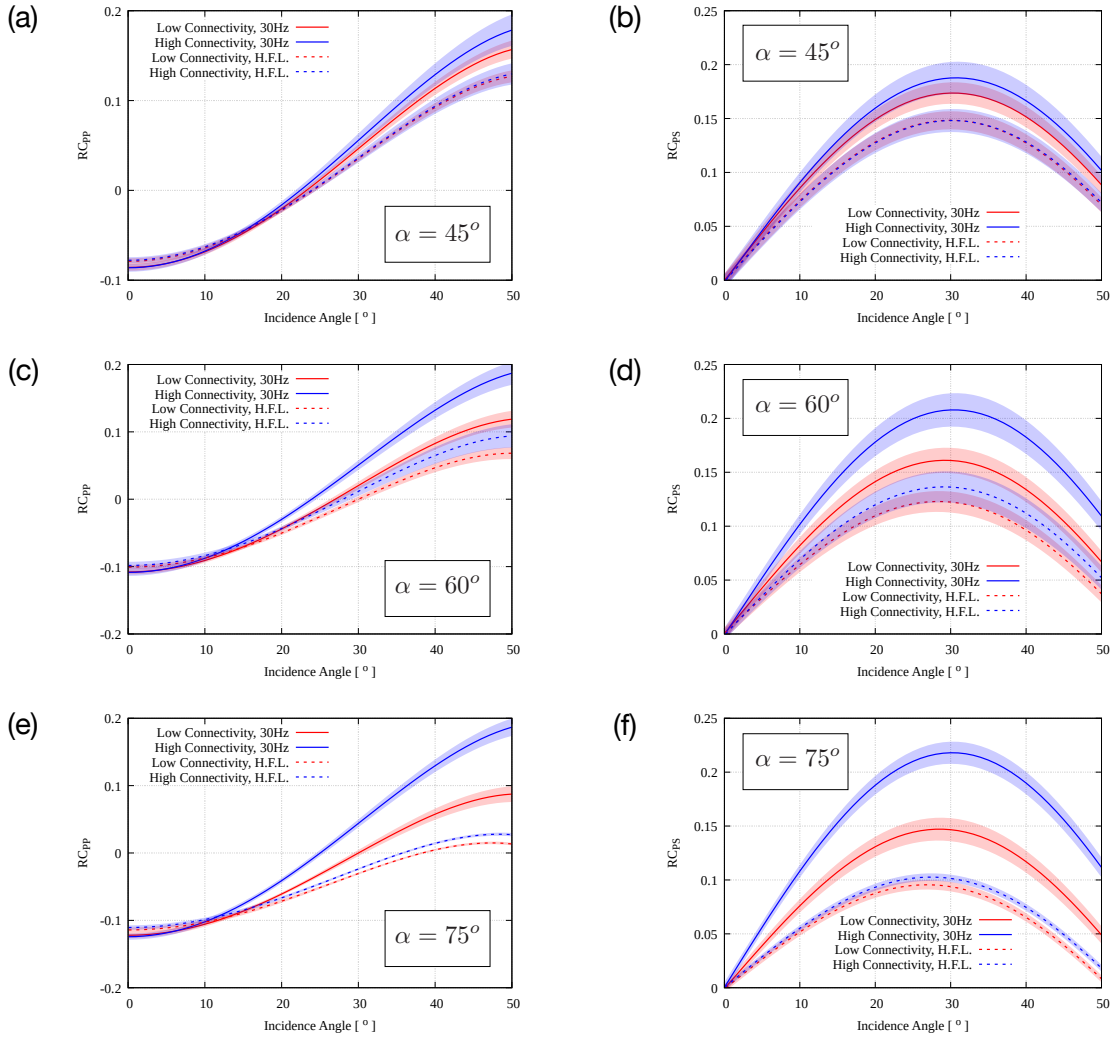 (a)
0.2
0.1
0
-0.1
RC_PP
Low Connectivity, 30Hz
High Connectivity, 30Hz
Low Connectivity, H.F.L.
High Connectivity, H.F.L.
α = 45°
0 10 20 30 40 50
Incidence Angle [ ° ]
(b)
0.25
0.2
0.15
0.1
0.05
0
RC_PS
α = 45°
Low Connectivity, 30Hz
High Connectivity, 30Hz
Low Connectivity, H.F.L.
High Connectivity, H.F.L.
0 10 20 30 40 50
Incidence Angle [ ° ]
(c)
0.2
0.1
0
-0.1
-0.2
RC_PP
Low Connectivity, 30Hz
High Connectivity, 30Hz
Low Connectivity, H.F.L.
High Connectivity, H.F.L.
α = 60°
0 10 20 30 40 50
Incidence Angle [ ° ]
(d)
0.25
0.2
0.15
0.1
0.05
0
RC_PS
α = 60°
Low Connectivity, 30Hz
High Connectivity, 30Hz
Low Connectivity, H.F.L.
High Connectivity, H.F.L.
0 10 20 30 40 50
Incidence Angle [ ° ]
(e)
0.2
0.1
0
-0.1
-0.2
RC_PP
Low Connectivity, 30Hz
High Connectivity, 30Hz
Low Connectivity, H.F.L.
High Connectivity, H.F.L.
α = 75°
0 10 20 30 40 50
Incidence Angle [ ° ]
(f)
0.25
0.2
0.15
0.1
0.05
0
RC_PS
α = 75°
Low Connectivity, 30Hz
High Connectivity, 30Hz
Low Connectivity, H.F.L.
High Connectivity, H.F.L.
0 10 20 30 40 50
Incidence Angle [ ° ]